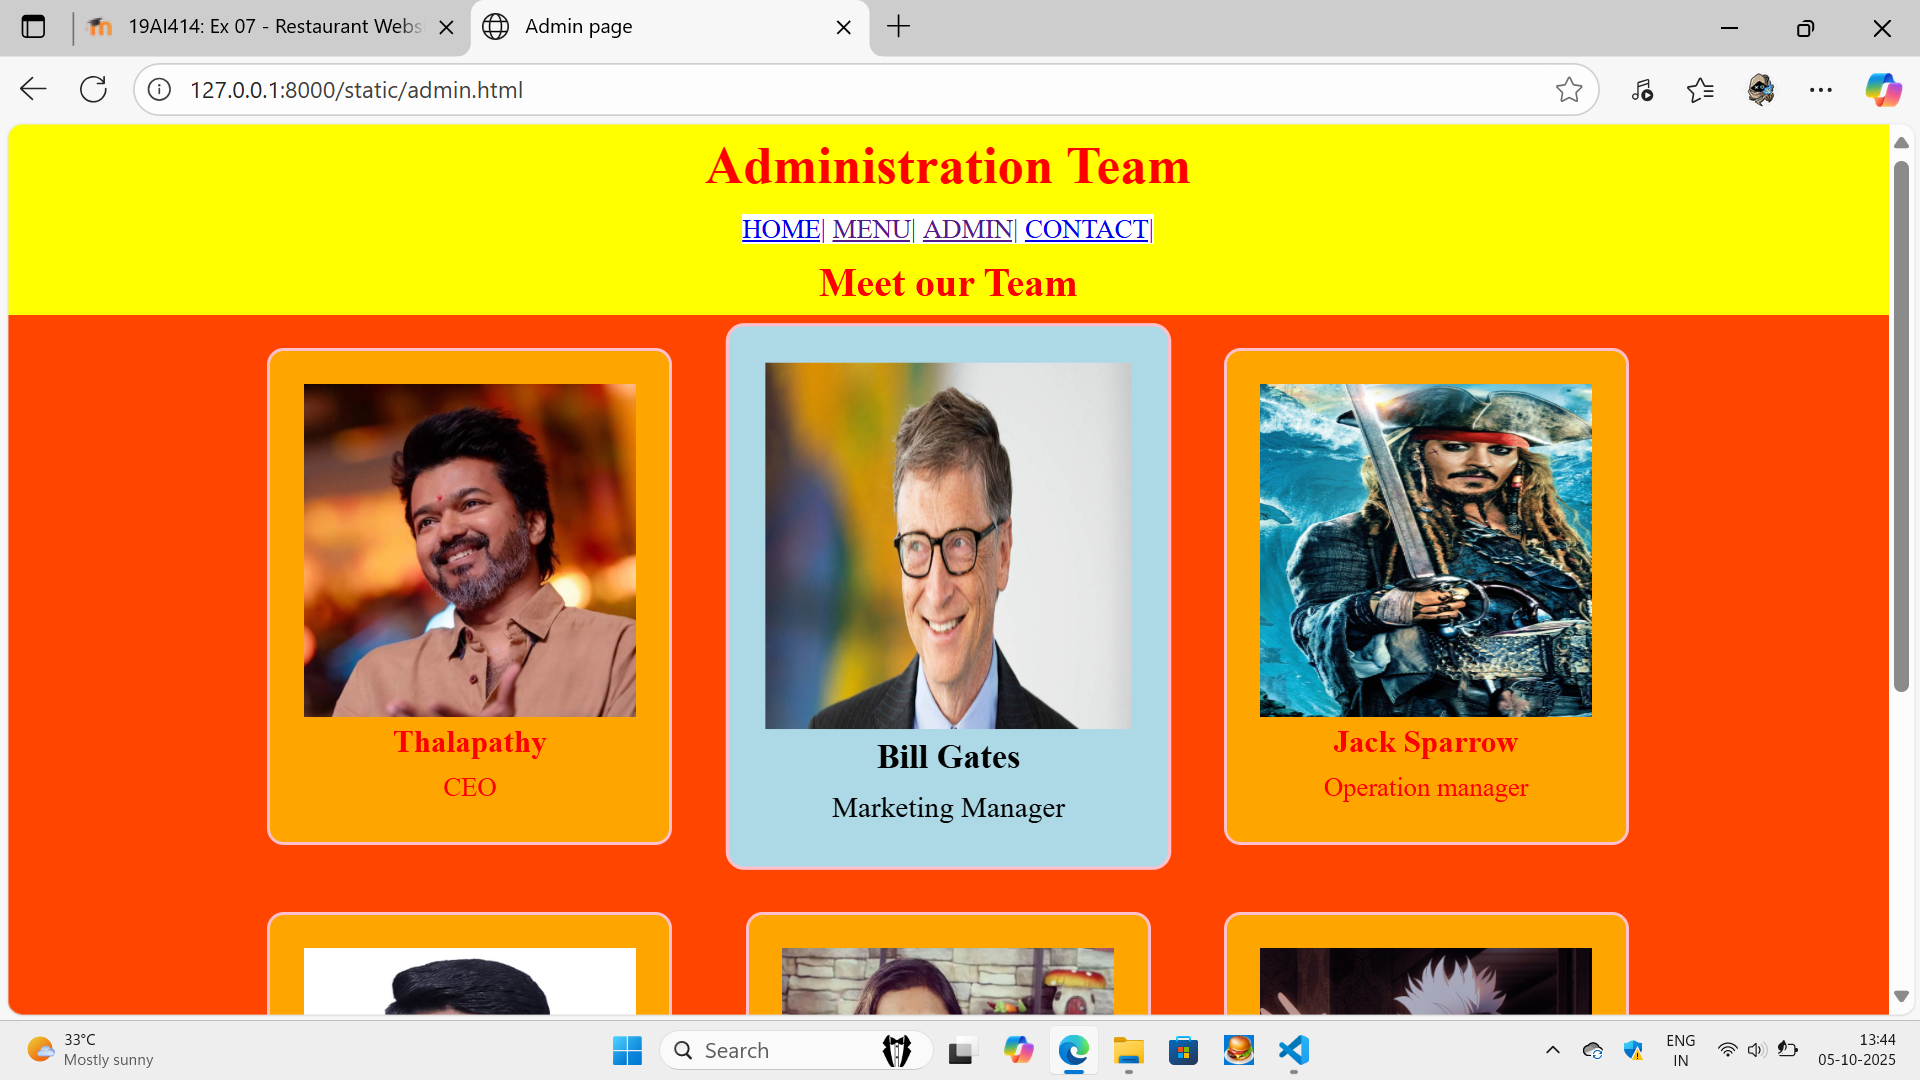 19AI414: Ex 07 - Restaurant Webs
Admin page
127.0.0.1:8000/static/admin.html
Administration Team
HOME| MENU| ADMIN| CONTACT|
Meet our Team
Thalapathy
CEO
Bill Gates
Marketing Manager
Jack Sparrow
Operation manager
33°C
Mostly sunny
Search
ENG
IN
13:44
05-10-2025